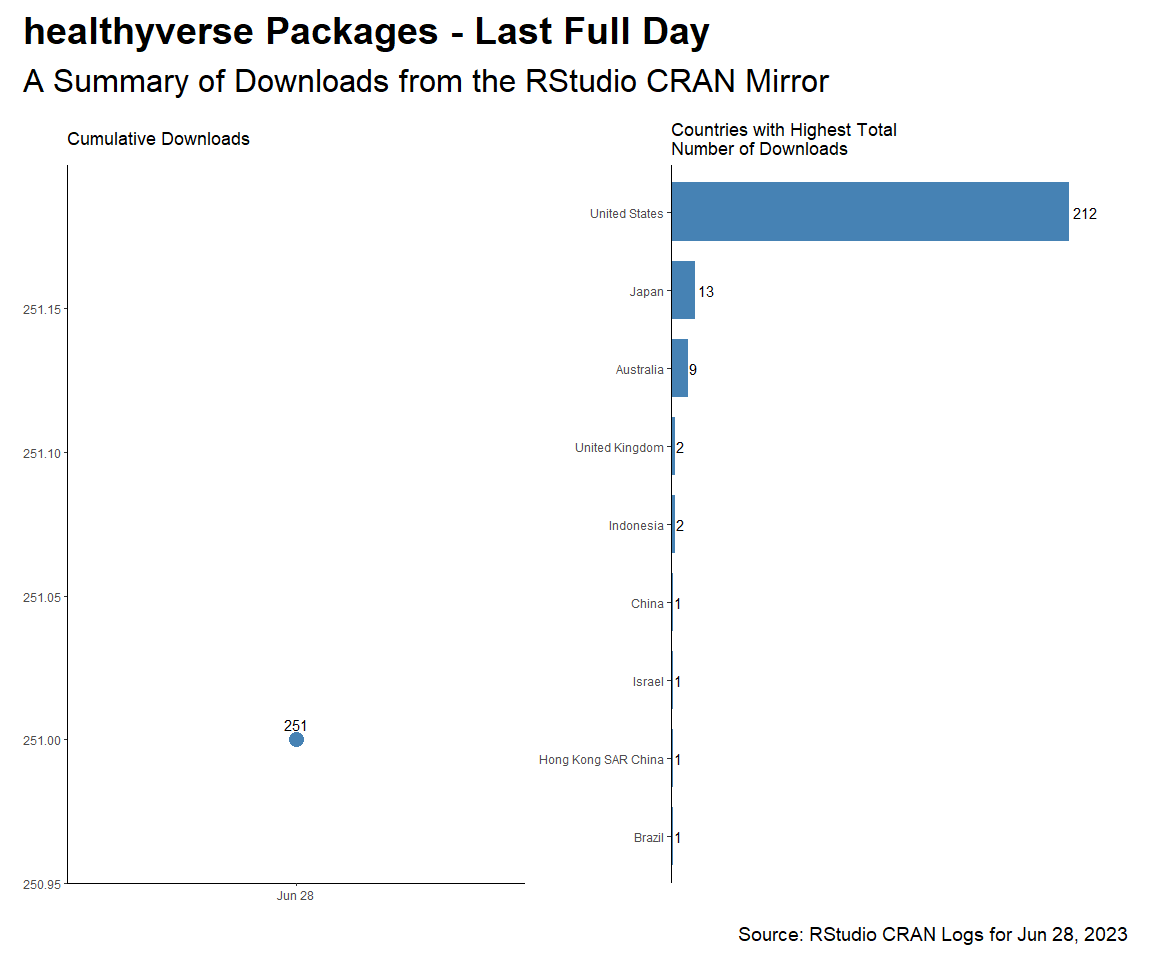 healthyverse Packages - Last Full Day
A Summary of Downloads from the RStudio CRAN Mirror
Cumulative Downloads
251.15
251.10
251.05
251.00
250.95
251
Jun 28
Countries with Highest Total
Number of Downloads
United States 212
Japan 13
Australia 9
United Kingdom 2
Indonesia 2
China 1
Israel 1
Hong Kong SAR China 1
Brazil 1
Source: RStudio CRAN Logs for Jun 28, 2023